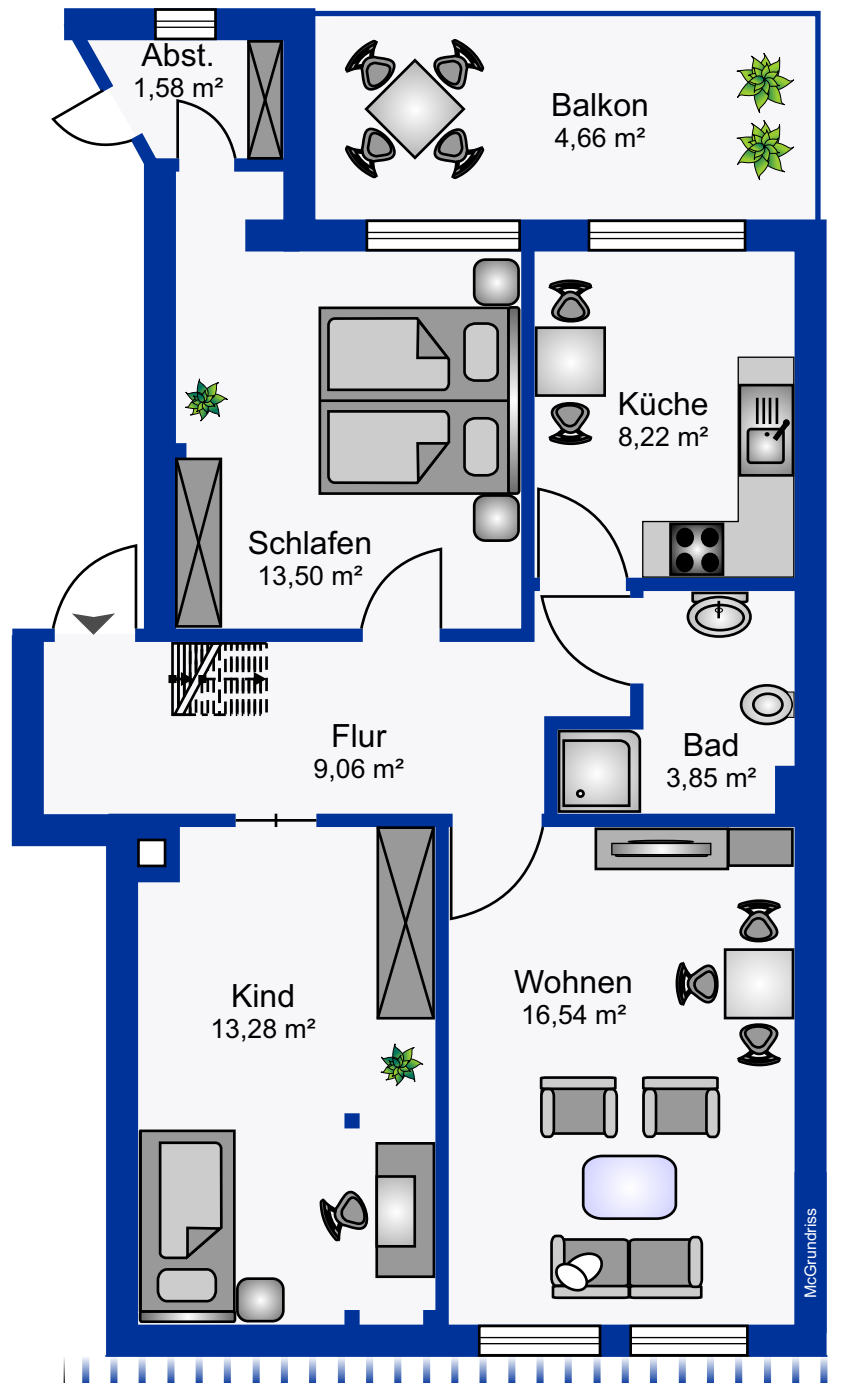 Abst.
1,58 m²
Balkon
4,66 m²
Küche
8,22 m²
Schlafen
13,50 m²
Flur
9,06 m²
Bad
3,85 m²
Kind
13,28 m²
Wohnen
16,54 m²
McGrundriss